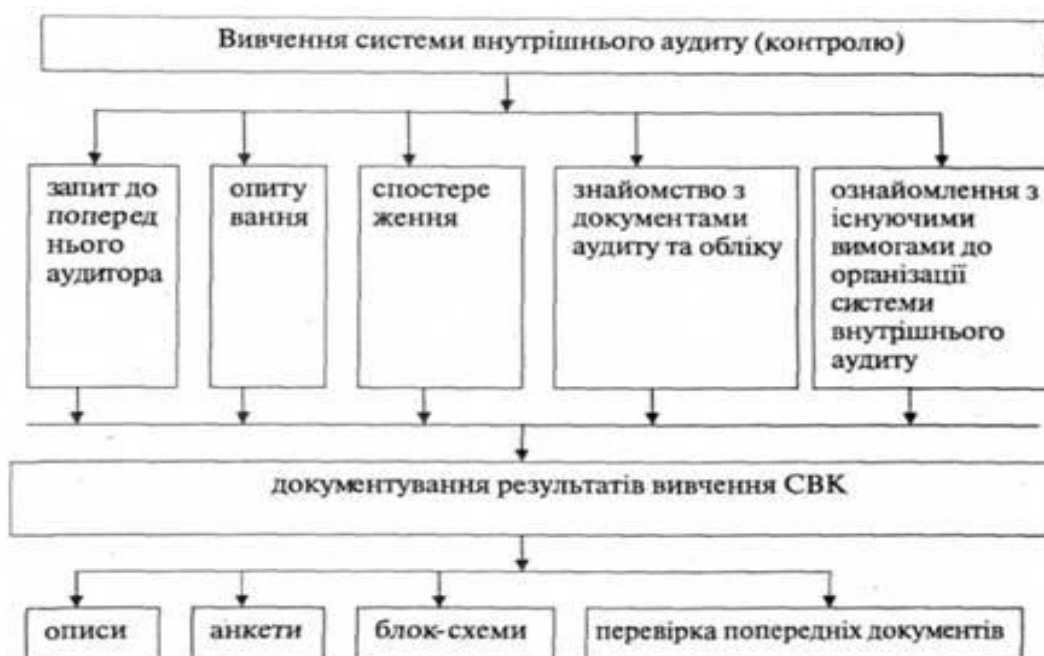 Вивчення системи внутрішнього аудиту (контролю)
запит до
поперед
нього
аудитора
опиту
вання
спостере
ження
знайомство з
документами
аудиту та обліку
ознайомлення з
існуючими
вимогами до
організації
системи
внутрішнього
аудиту
документування результатів вивчення СВК
описи
анкети
блок-схеми
перевірка попередніх документів